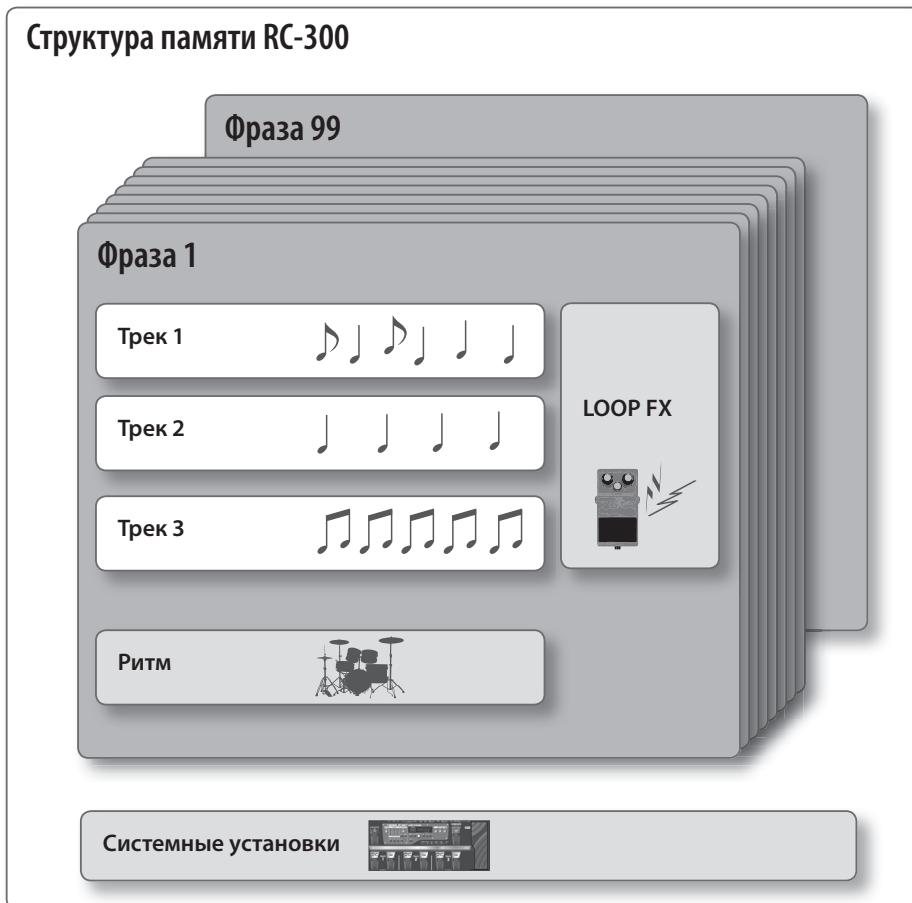 Структура памяти RC-300
Фраза 99
Фраза 1
Трек 1
Трек 2
Трек 3
LOOP FX
Ритм
Системные установки